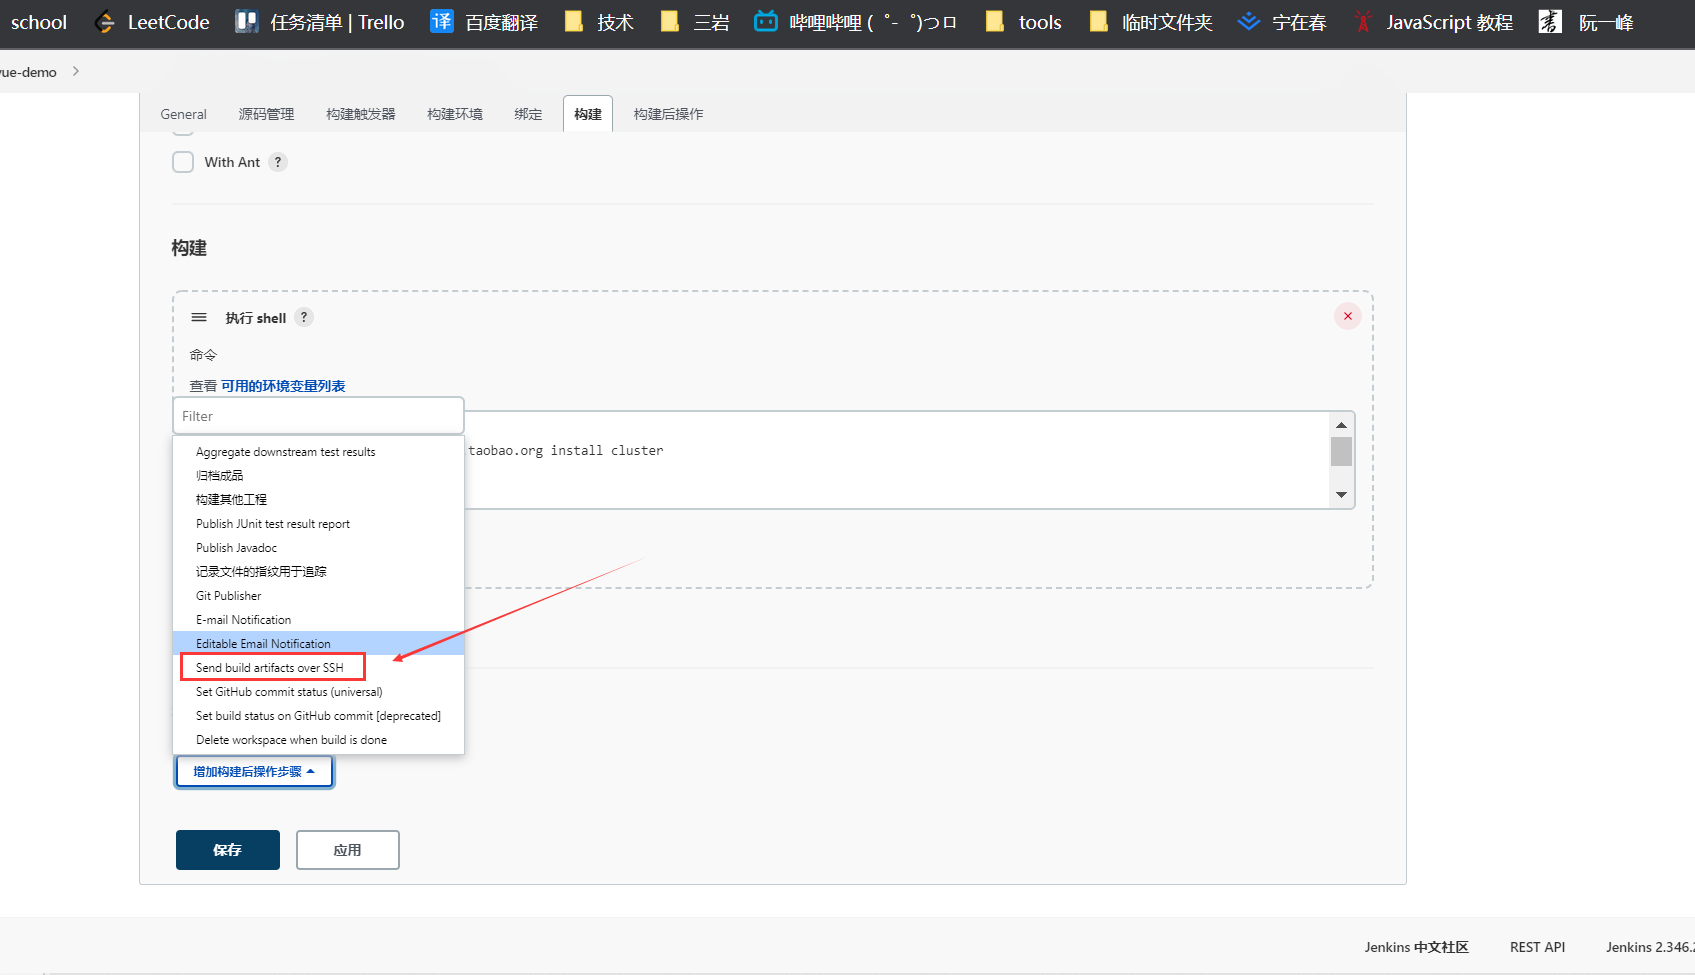 school LeetCode 任务清单 | Trello 译 百度翻译 技术 三岩 哔哩哔哩 (゜-゜)つロ tools 临时文件夹 宁在春 JavaScript 教程 阮一峰
vue-demo
General 源码管理 构建触发器 构建环境 绑定 构建 构建后操作
With Ant ?
构建
执行 shell ?
命令
查看 可用的环境变量列表
Filter
taobao.org install cluster
Aggregate downstream test results
归档成品
构建其他工程
Publish JUnit test result report
Publish Javadoc
记录文件的指纹用于追踪
Git Publisher
E-mail Notification
Editable Email Notification
Send build artifacts over SSH
Set GitHub commit status (universal)
Set build status on GitHub commit [deprecated]
Delete workspace when build is done
增加构建后操作步骤
保存 应用
Jenkins 中文社区 REST API Jenkins 2.346.2